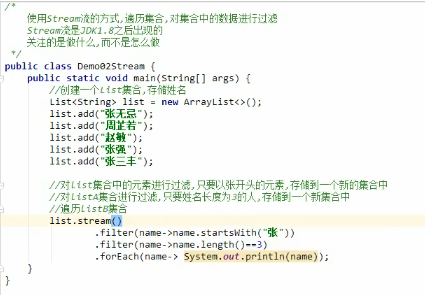 /*
使用Stream流的方式,遍历集合,对集合中的数据进行过滤
Stream流是JDK1.8之后出现的
关注的是做什么,而不是怎么做
*/
public class Demo02Stream {
public static void main(String[] args) {
//创建一个List集合,存储姓名
List<String> list = new ArrayList<>();
list.add("张无忌");
list.add("周芷若");
list.add("赵敏");
list.add("张强");
list.add("张三丰");
//对list集合中的元素进行过滤,只要以张开头的元素,存储到一个新的集合中
//对listA集合进行过滤,只要姓名长度为3的人,存储到一个新集合中
//遍历listB集合
list.stream()
.filter(name->name.startsWith("张"))
.filter(name->name.length()==3)
.forEach(name-> System.out.println(name));
}
}